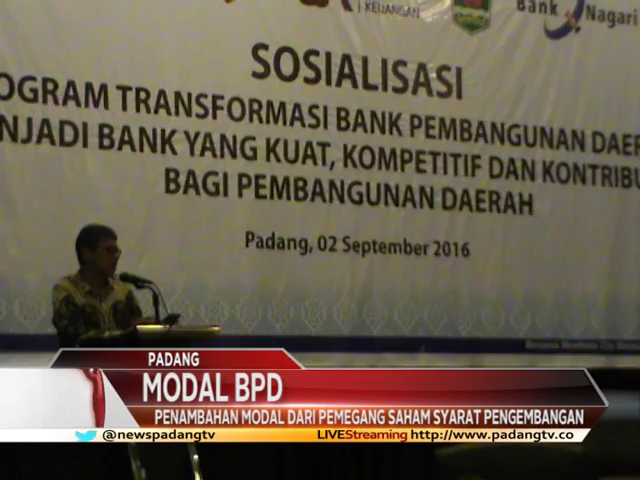 KEUANGAN
Bank Nagari
SOSIALISASI
OGRAM TRANSFORMASI BANK PEMBANGUNAN DAER
NJADI BANK YANG KUAT, KOMPETITIF DAN KONTRIBU
BAGI PEMBANGUNAN DAERAH
Padang, 02 September 2016
PADANG
MODAL BPD
PENAMBAHAN MODAL DARI PEMEGANG SAHAM SYARAT PENGEMBANGAN
@newspadangtv LIVEStreaming http://www.padangtv.co